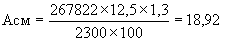 Асм = 267822×12,5×1,3 / 2300×100 = 18,92